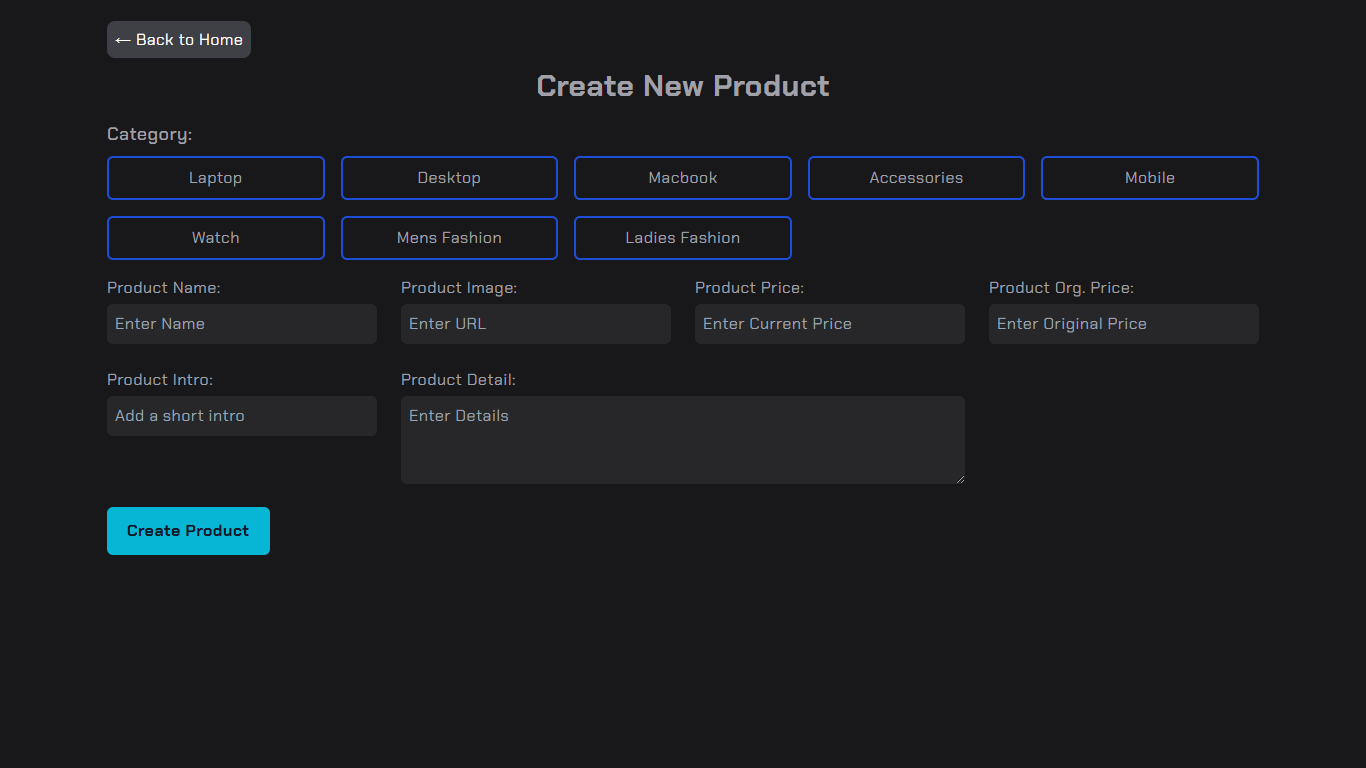 ← Back to Home
Create New Product
Category:
Laptop Desktop Macbook Accessories Mobile
Watch Mens Fashion Ladies Fashion
Product Name: Product Image: Product Price: Product Org. Price:
Enter Name Enter URL Enter Current Price Enter Original Price
Product Intro: Product Detail:
Add a short intro Enter Details
Create Product